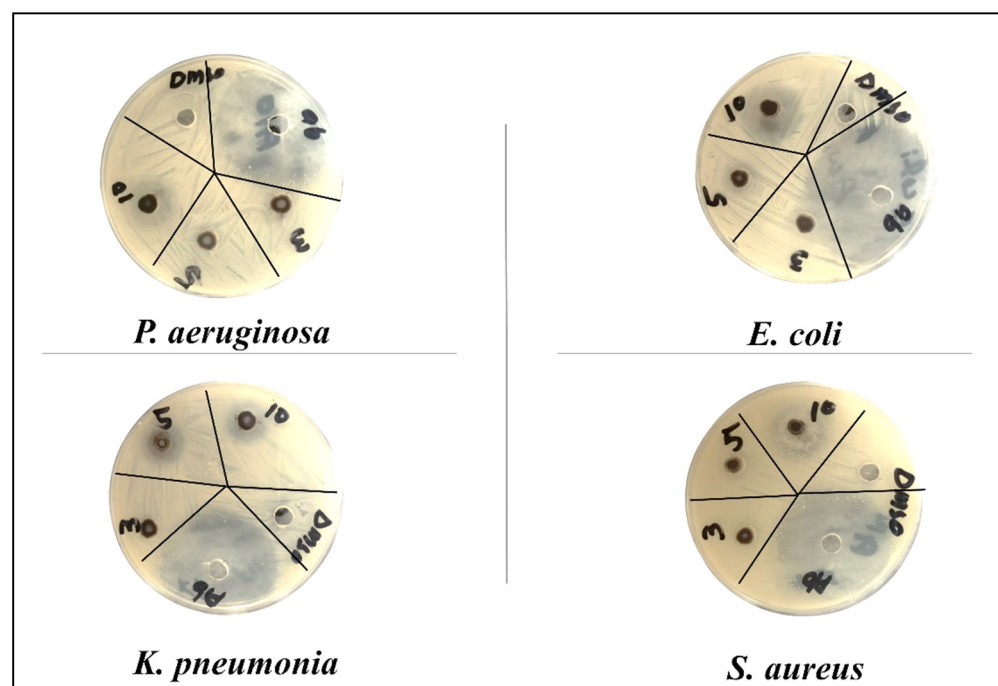 DMSO
ab
10
5
3
P. aeruginosa
10
DMSO
5
3
ab
E. coli
5
10
3
DMSO
Ab
K. pneumonia
10
5
DMSO
3
Ab
S. aureus